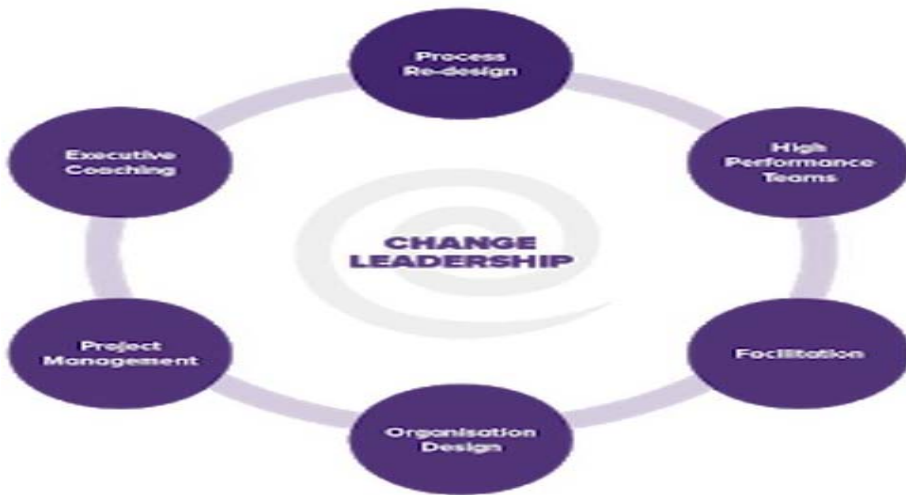 Process
Re-design
High
Performance
Teams
Facilitation
Organisation
Design
Project
Management
Executive
Coaching
CHANGE
LEADERSHIP